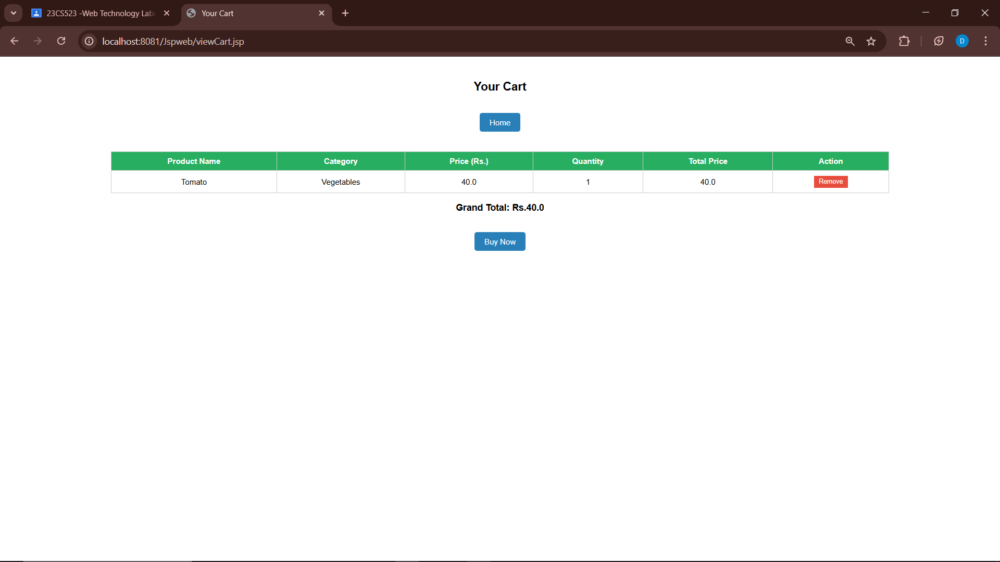 23CS523 -Web Technology Lab
Your Cart
localhost:8081/Jspweb/viewCart.jsp
D
Your Cart
Home
Product Name Category Price (Rs.) Quantity Total Price Action
Tomato Vegetables 40.0 1 40.0 Remove
Grand Total: Rs.40.0
Buy Now